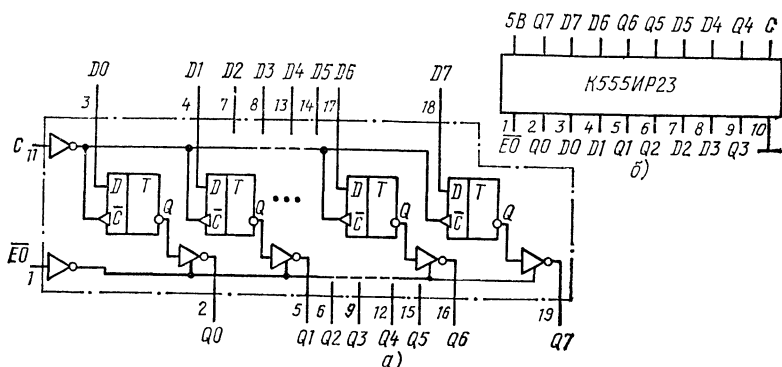 D0 D1 D2 D3 D4 D5 D6 D7
3 4 7 8 13 14 17 18
C 11
D T D T ••• D T D T
C̅ Q C̅ Q C̅ Q C̅ Q
E̅O̅
1
2 5 6 9 12 15 16 19
Q0 Q1 Q2 Q3 Q4 Q5 Q6 Q7
а)
5В Q7 D7 D6 Q6 Q5 D5 D4 Q4 C
К555ИР23
1 2 3 4 5 6 7 8 9 10
E̅O̅ Q0 D0 D1 Q1 Q2 D2 D3 Q3
б)